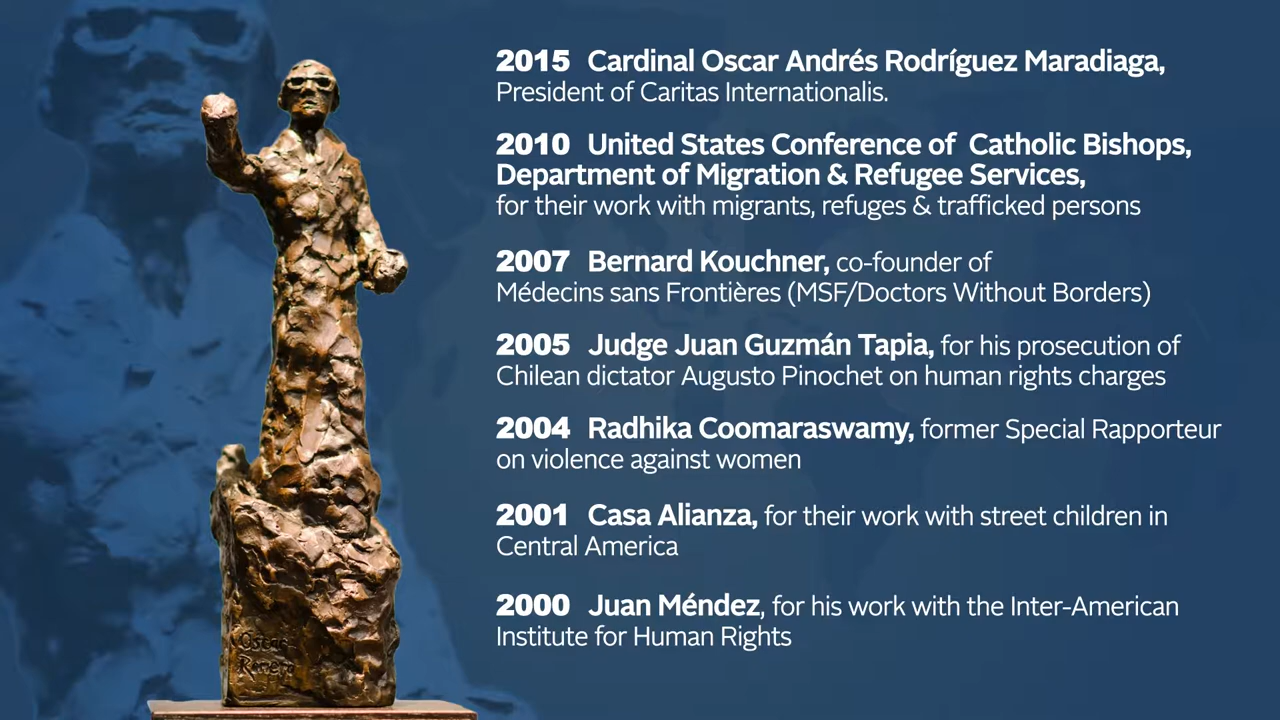 2015 Cardinal Oscar Andrés Rodríguez Maradiaga,
President of Caritas Internationalis.
2010 United States Conference of Catholic Bishops,
Department of Migration & Refugee Services,
for their work with migrants, refuges & trafficked persons
2007 Bernard Kouchner, co-founder of
Médecins sans Frontières (MSF/Doctors Without Borders)
2005 Judge Juan Guzmán Tapia, for his prosecution of
Chilean dictator Augusto Pinochet on human rights charges
2004 Radhika Coomaraswamy, former Special Rapporteur
on violence against women
2001 Casa Alianza, for their work with street children in
Central America
2000 Juan Méndez, for his work with the Inter-American
Institute for Human Rights
Oscar
Romero